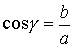 cosγ = b/a